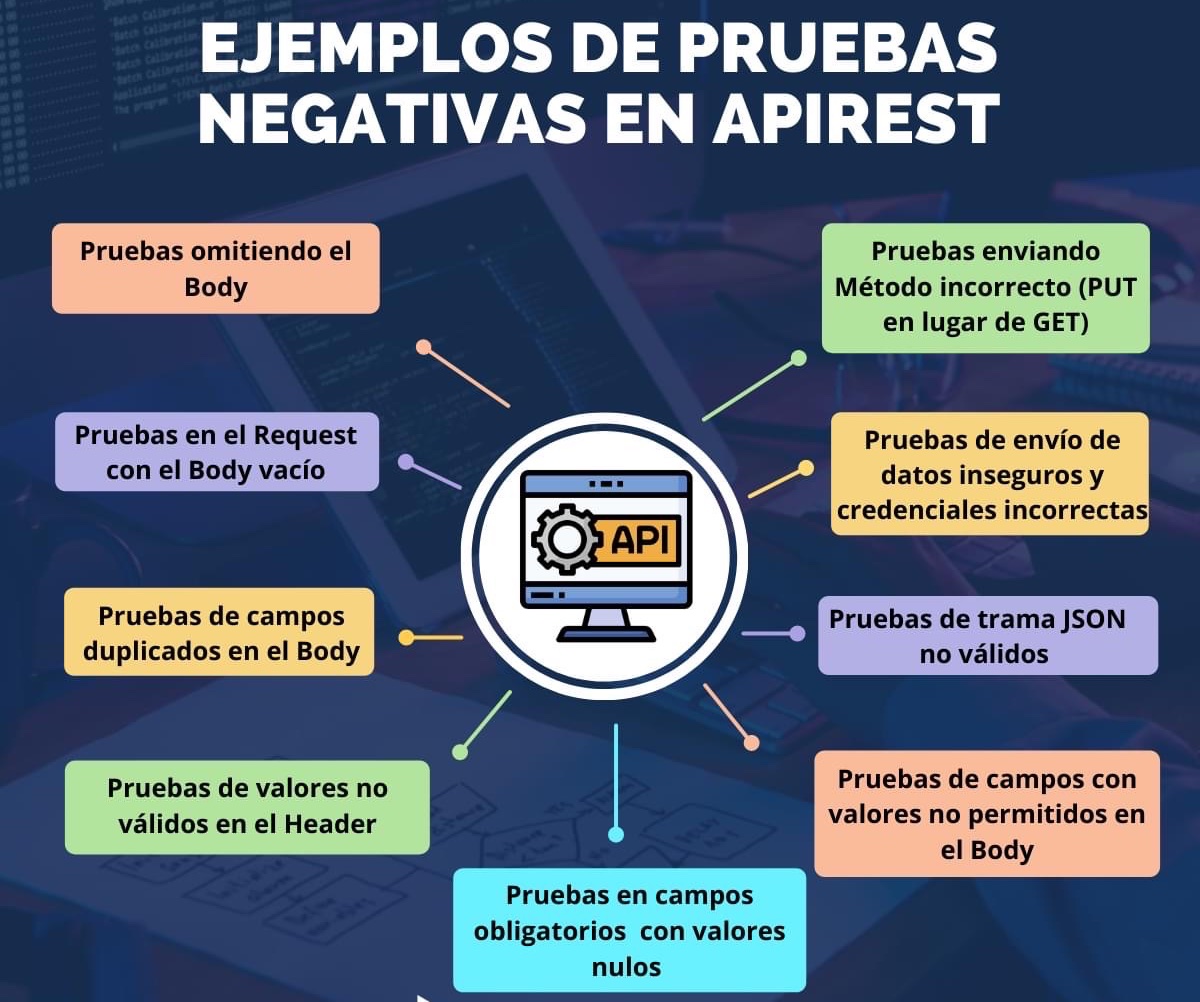 EJEMPLOS DE PRUEBAS
NEGATIVAS EN APIREST
Pruebas omitiendo el
Body
Pruebas enviando
Método incorrecto (PUT
en lugar de GET)
Pruebas en el Request
con el Body vacío
Pruebas de envío de
datos inseguros y
credenciales incorrectas
API
Pruebas de campos
duplicados en el Body
Pruebas de trama JSON
no válidos
Pruebas de valores no
válidos en el Header
Pruebas de campos con
valores no permitidos en
el Body
Pruebas en campos
obligatorios con valores
nulos